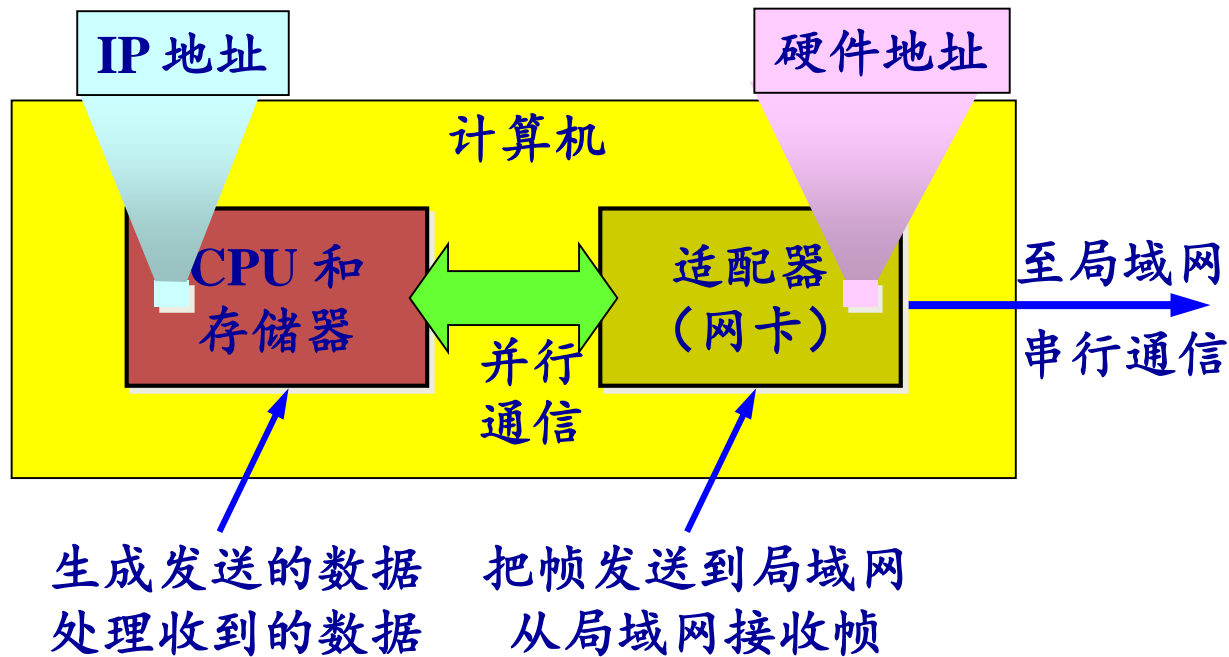 IP 地址
硬件地址
计算机
CPU 和
存储器
适配器
（网卡）
并行
通信
至局域网
串行通信
生成发送的数据
处理收到的数据
把帧发送到局域网
从局域网接收帧